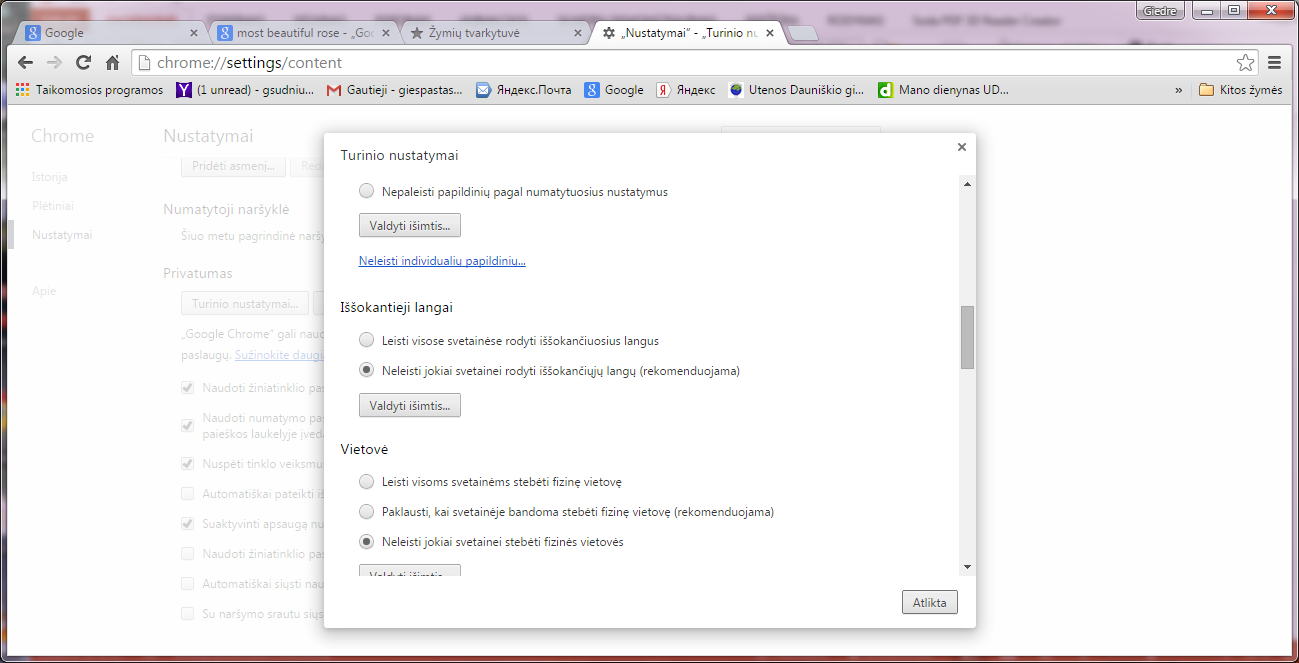 Giedre
Google
most beautiful rose - „Goo
Žymių tvarkytuvė
„Nustatymai“ - „Turinio nu
chrome://settings/content
Taikomosios programos
(1 unread) - gsudniu...
Gautieji - giespastas...
Яндекс.Почта
Google
Яндекс
Utenos Dauniškio gi...
Mano dienynas UD...
»
Kitos žymės
Chrome
Istorija
Plėtiniai
Nustatymai
Apie
Nustatymai
Pridėti asmenį...
Numatytoji naršyklė
Šiuo metu pagrindinė narš
Privatumas
Turinio nustatymai...
„Google Chrome“ gali naud
paslaugų. Sužinokite daugia
Naudoti žiniatinklio pas
Naudoti numatymo pas
paieškos laukelyje įveda
Nuspėti tinklo veiksmu
Automatiškai pateikti iš
Suaktyvinti apsaugą nu
Naudoti žiniatinklio pas
Automatiškai siųsti nau
Su naršymo srautu siųs
Turinio nustatymai
Nepaleisti papildinių pagal numatytuosius nustatymus
Valdyti išimtis...
Neleisti individualių papildinių...
Iššokantieji langai
Leisti visose svetainėse rodyti iššokančiuosius langus
Neleisti jokiai svetainei rodyti iššokančiųjų langų (rekomenduojama)
Valdyti išimtis...
Vietovė
Leisti visoms svetainėms stebėti fizinę vietovę
Paklausti, kai svetainėje bandoma stebėti fizinę vietovę (rekomenduojama)
Neleisti jokiai svetainei stebėti fizinės vietovės
Valdyti išimtis...
Atlikta